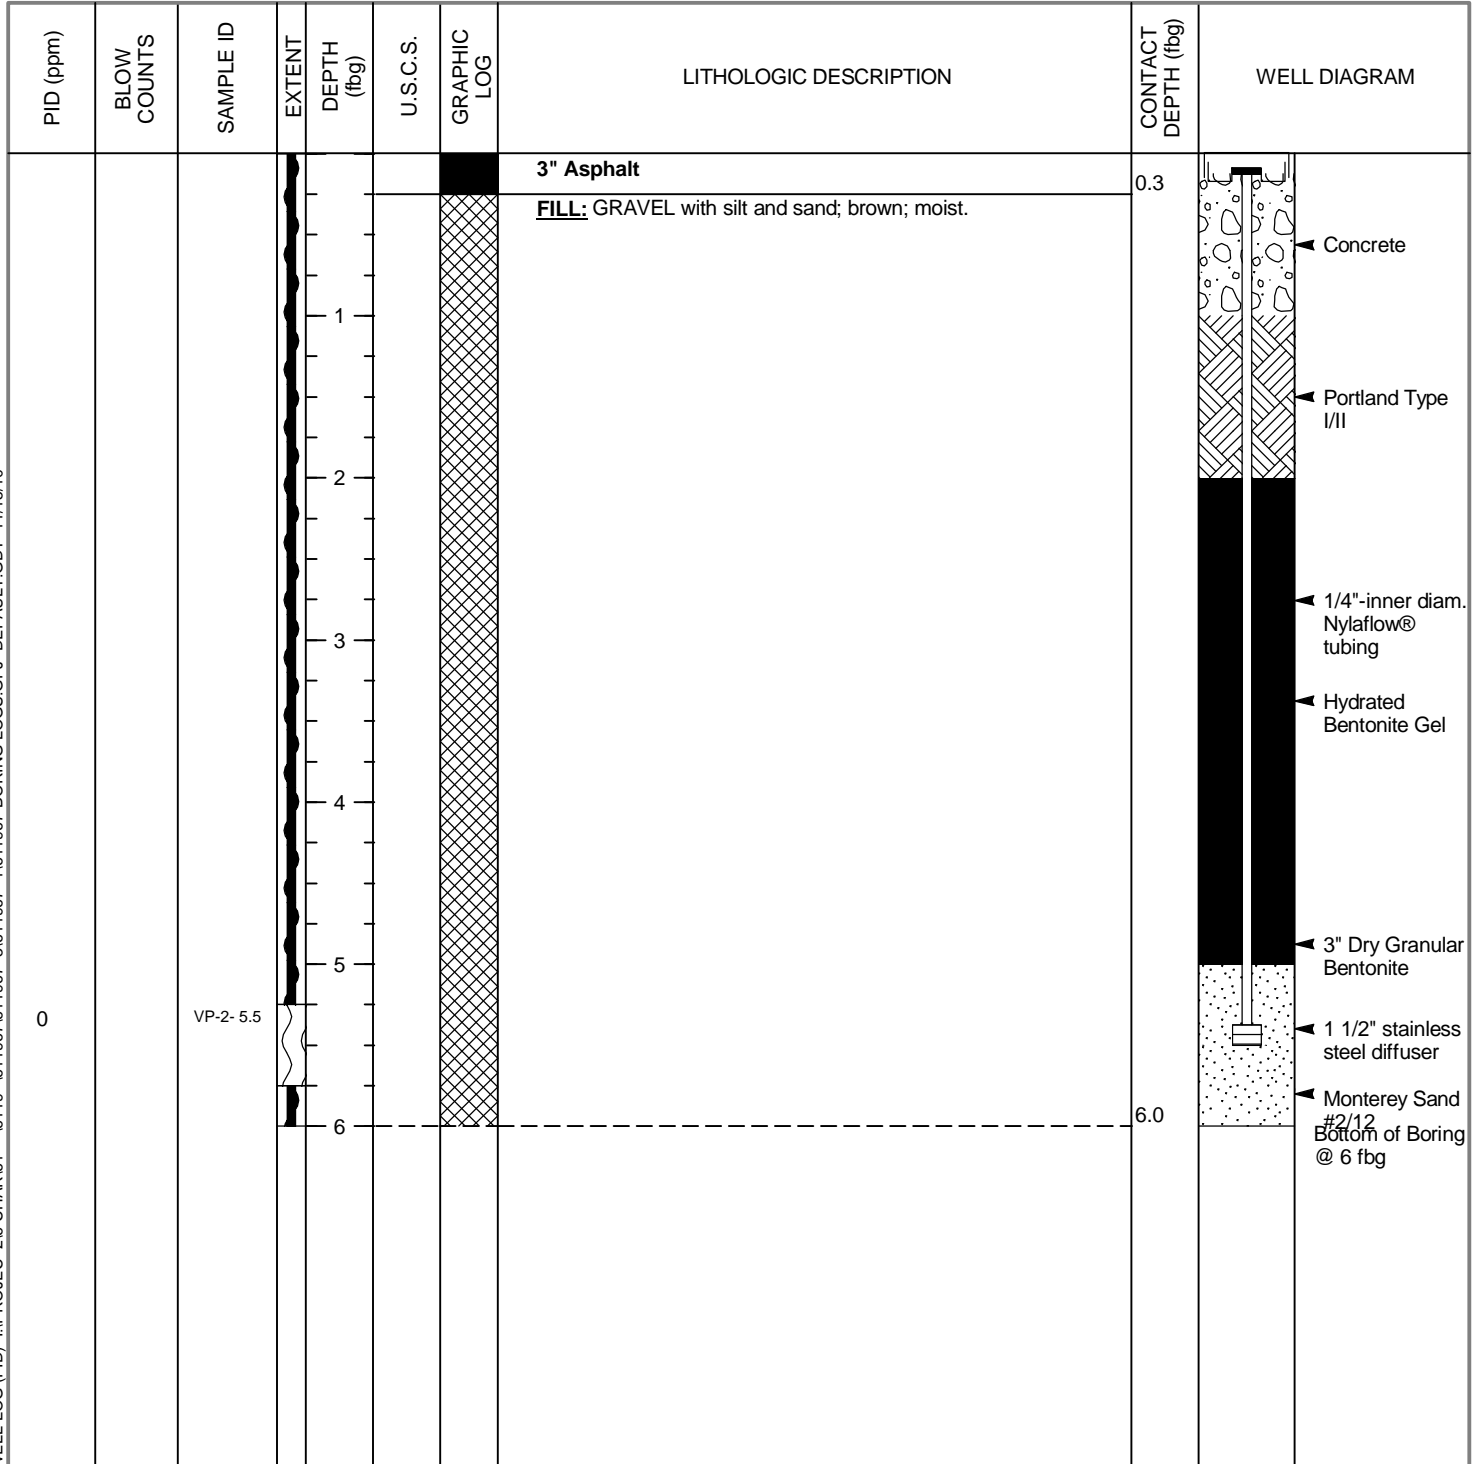 PID (ppm)
BLOW
COUNTS
SAMPLE ID
EXTENT
DEPTH
(fbg)
U.S.C.S.
GRAPHIC
LOG
LITHOLOGIC DESCRIPTION
CONTACT
DEPTH (fbg)
WELL DIAGRAM
3" Asphalt
0.3
FILL: GRAVEL with silt and sand; brown; moist.
Concrete
1
Portland Type
I/II
2
1/4"-inner diam.
Nylaflow®
tubing
3
Hydrated
Bentonite Gel
4
3" Dry Granular
Bentonite
5
0
VP-2- 5.5
1 1/2" stainless
steel diffuser
Monterey Sand
#2/12
6
6.0
Bottom of Boring
@ 6 fbg